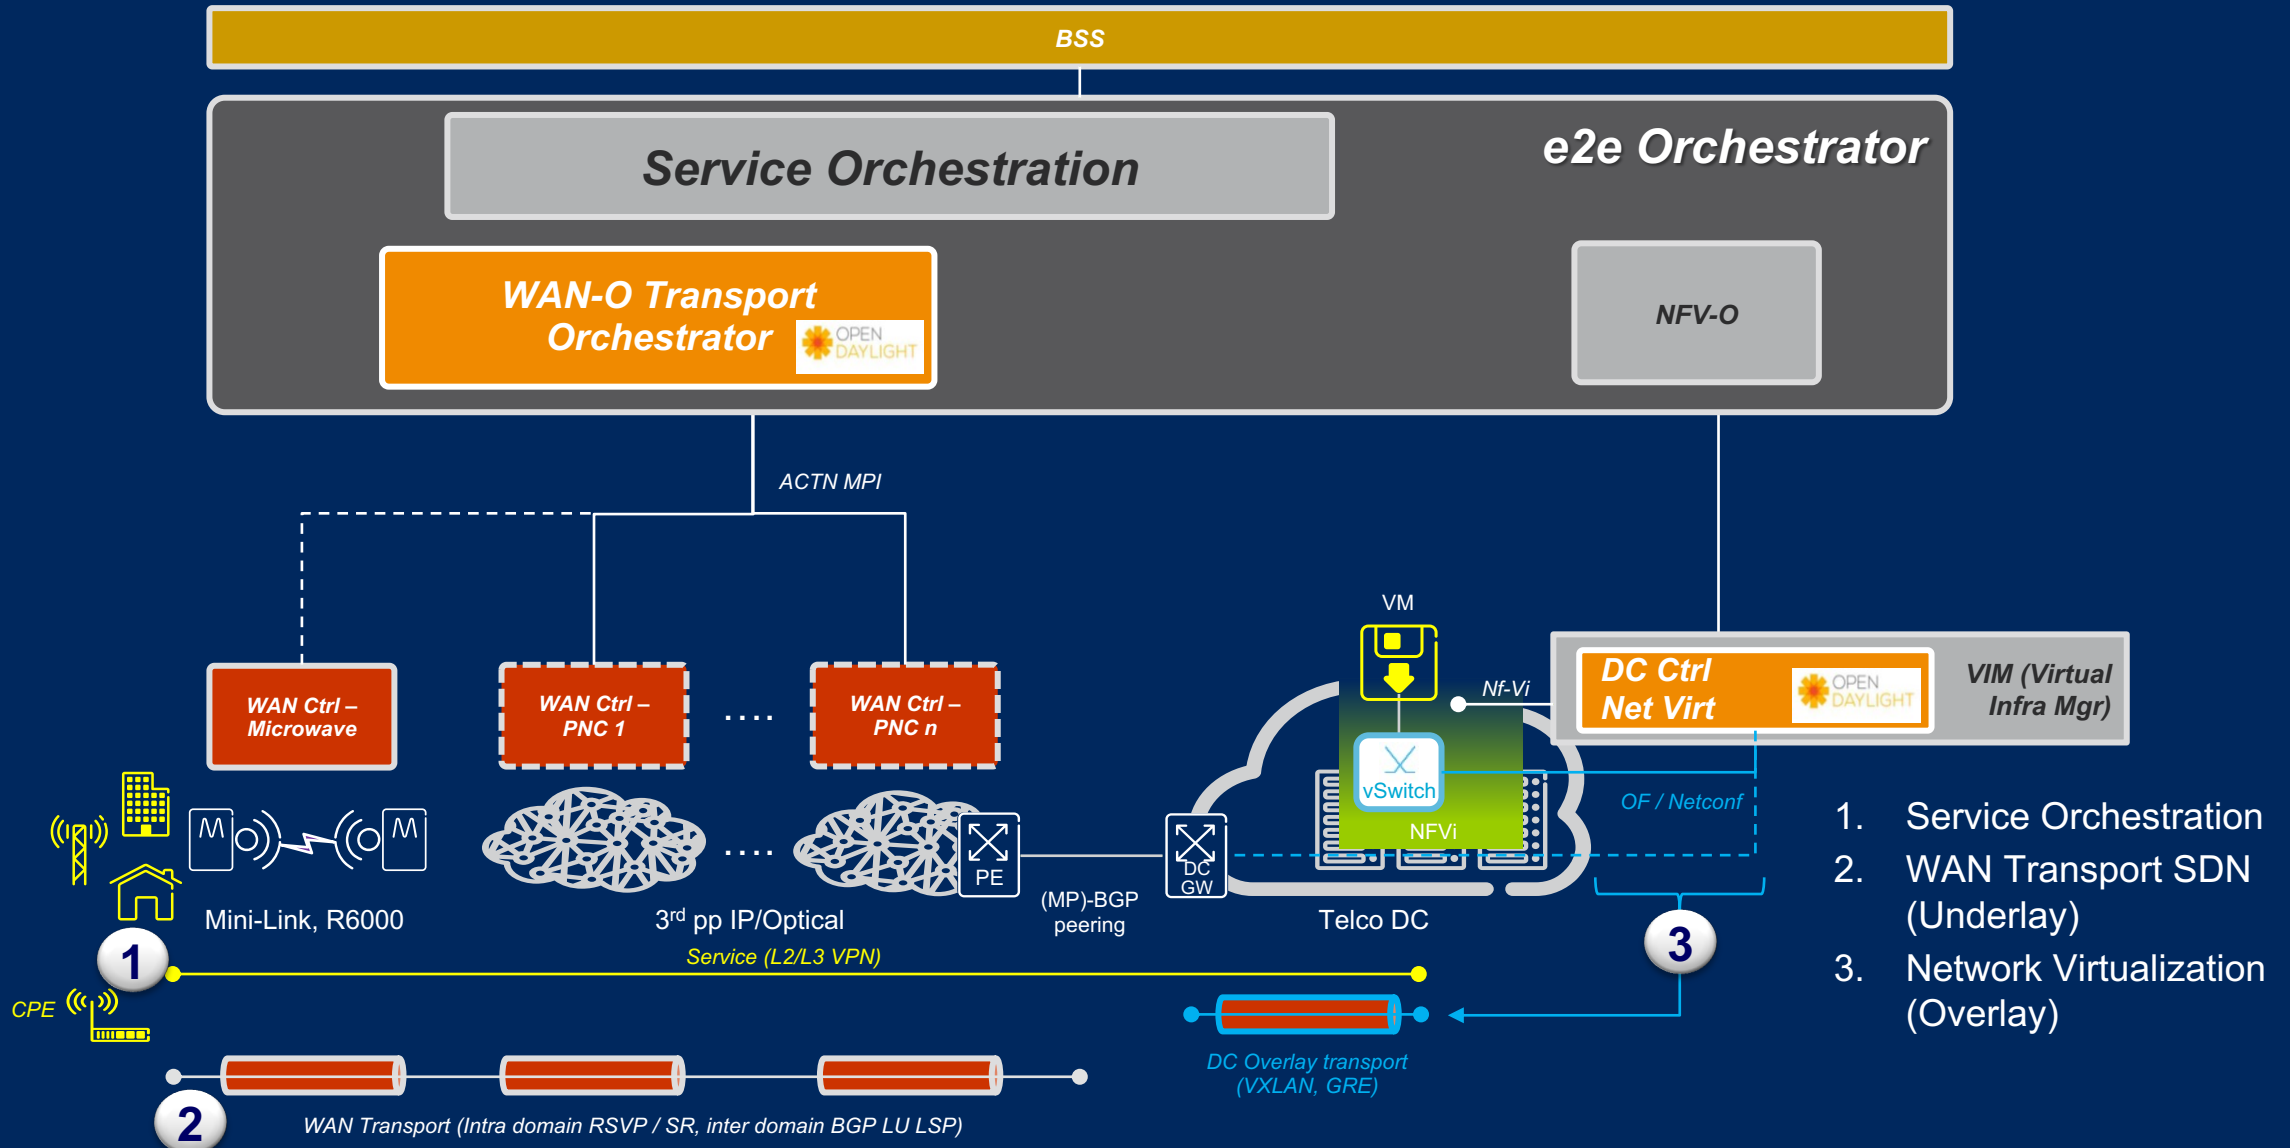 BSS
Service Orchestration
e2e Orchestrator
WAN-O Transport
Orchestrator
OPEN
DAYLIGHT
NFV-O
ACTN MPI
VM
WAN Ctrl –
Microwave
WAN Ctrl –
PNC 1
....
WAN Ctrl –
PNC n
Nf-Vi
DC Ctrl
Net Virt
OPEN
DAYLIGHT
VIM (Virtual
Infra Mgr)
vSwitch
NFVi
OF / Netconf
....
PE
DC
GW
(MP)-BGP
peering
Mini-Link, R6000
3rd pp IP/Optical
Telco DC
1
Service (L2/L3 VPN)
3
CPE
DC Overlay transport
(VXLAN, GRE)
2
WAN Transport (Intra domain RSVP / SR, inter domain BGP LU LSP)
1. Service Orchestration
2. WAN Transport SDN
(Underlay)
3. Network Virtualization
(Overlay)